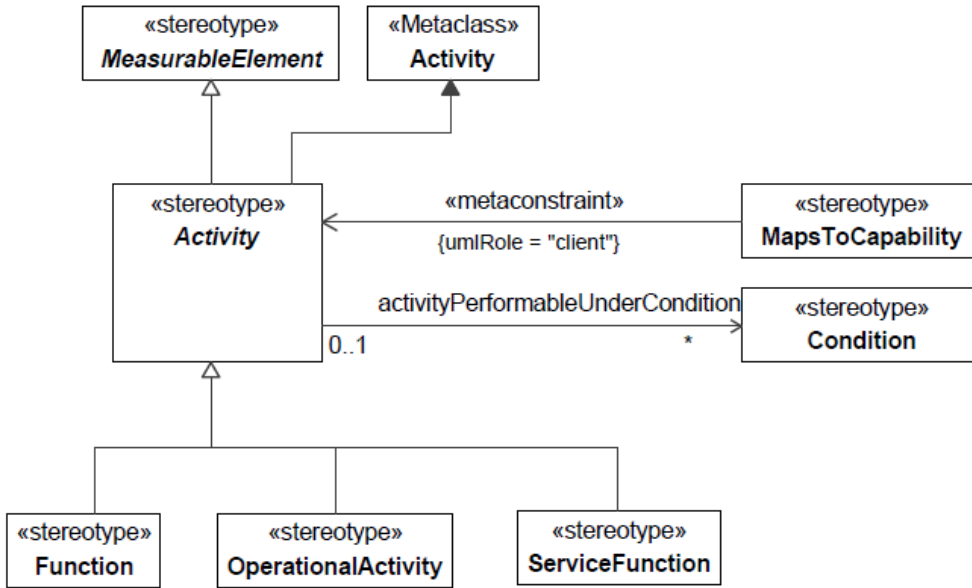 «stereotype»
MeasurableElement
«Metaclass»
Activity
«stereotype»
Activity
«metaconstraint»
{umlRole = "client"}
«stereotype»
MapsToCapability
activityPerformableUnderCondition
0..1
*
«stereotype»
Condition
«stereotype»
Function
«stereotype»
OperationalActivity
«stereotype»
ServiceFunction